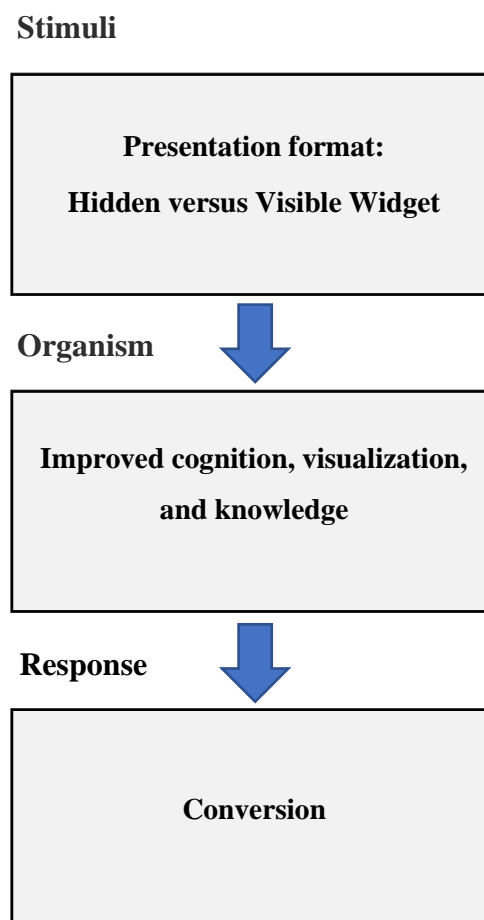 Stimuli
Presentation format:
Hidden versus Visible Widget
Organism
Improved cognition, visualization,
and knowledge
Response
Conversion